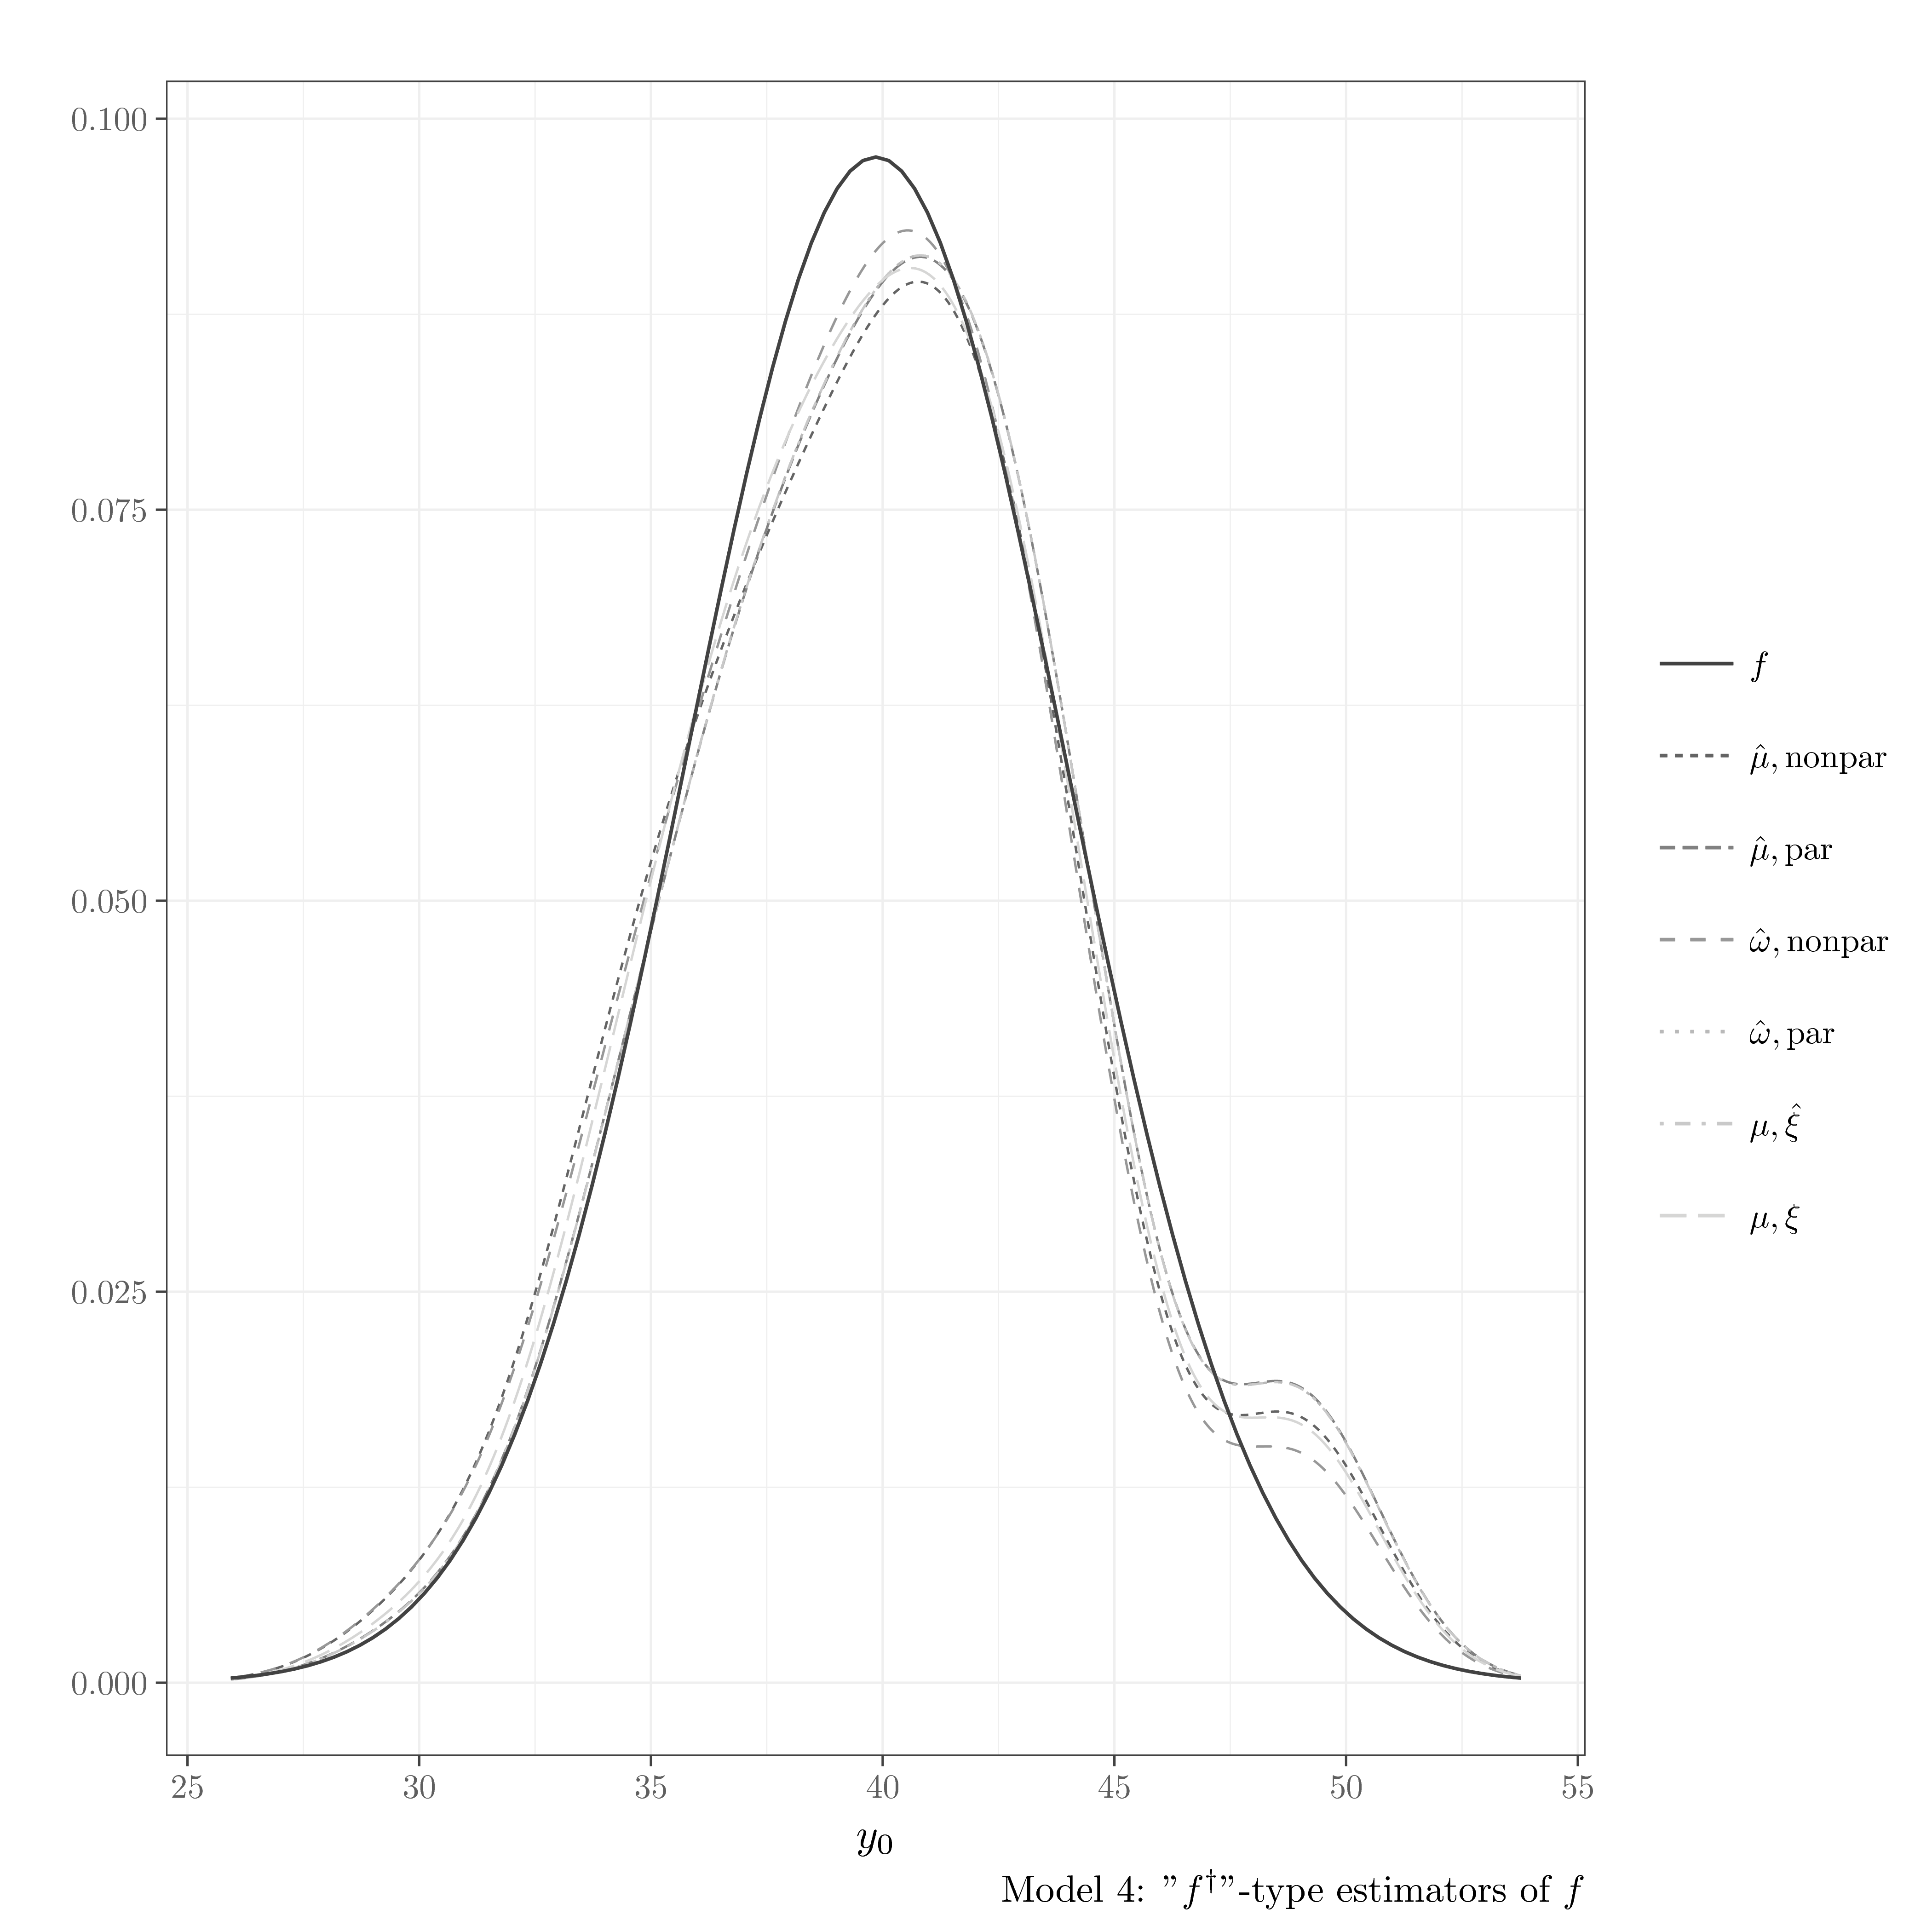 0.100
0.075
0.050
0.025
0.000
25 30 35 40 45 50 55
y₀
f
μ̂, nonpar
μ̂, par
ω̂, nonpar
ω̂, par
μ, ξ̂
μ, ξ
Model 4: ”f†”-type estimators of f